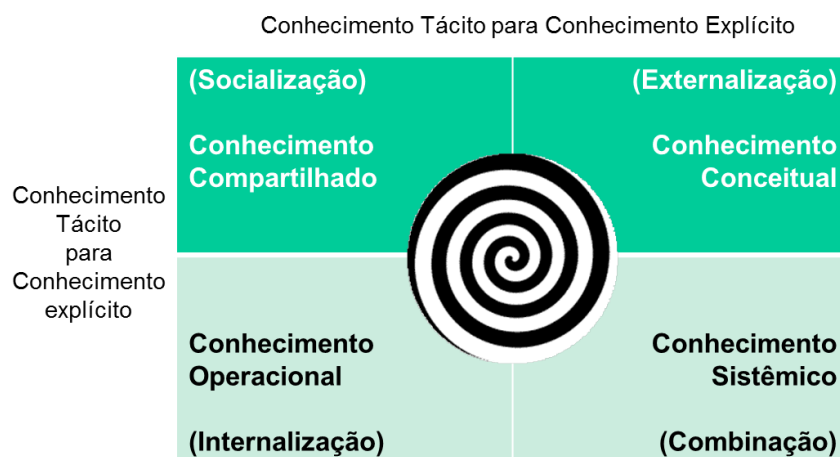 Conhecimento Tácito para Conhecimento Explícito
(Socialização)
Conhecimento
Compartilhado
(Externalização)
Conhecimento
Conceitual
Conhecimento
Tácito
para
Conhecimento
explícito
Conhecimento
Operacional
(Internalização)
Conhecimento
Sistêmico
(Combinação)